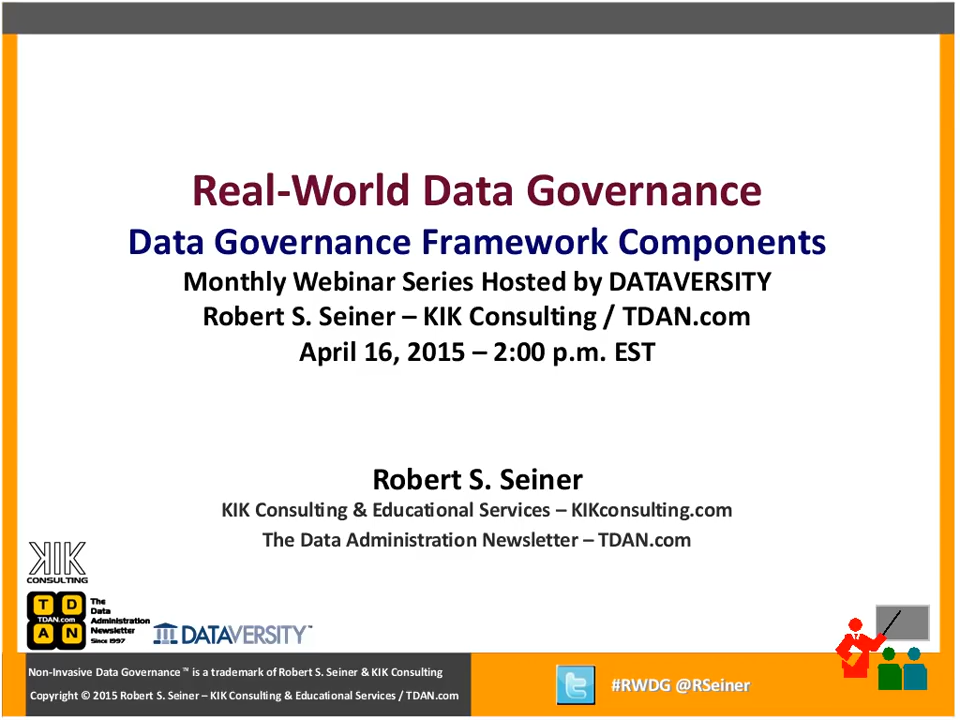 Real-World Data Governance
Data Governance Framework Components
Monthly Webinar Series Hosted by DATAVERSITY
Robert S. Seiner – KIK Consulting / TDAN.com
April 16, 2015 – 2:00 p.m. EST
Robert S. Seiner
KIK Consulting & Educational Services – KIKconsulting.com
The Data Administration Newsletter – TDAN.com
KIK
CONSULTING
T D
TDAN.com
A N
The
Data
Administration
Newsletter
Since 1997
DATAVERSITY™
Non-Invasive Data Governance™ is a trademark of Robert S. Seiner & KIK Consulting
Copyright © 2015 Robert S. Seiner – KIK Consulting & Educational Services / TDAN.com
#RWDG @RSeiner